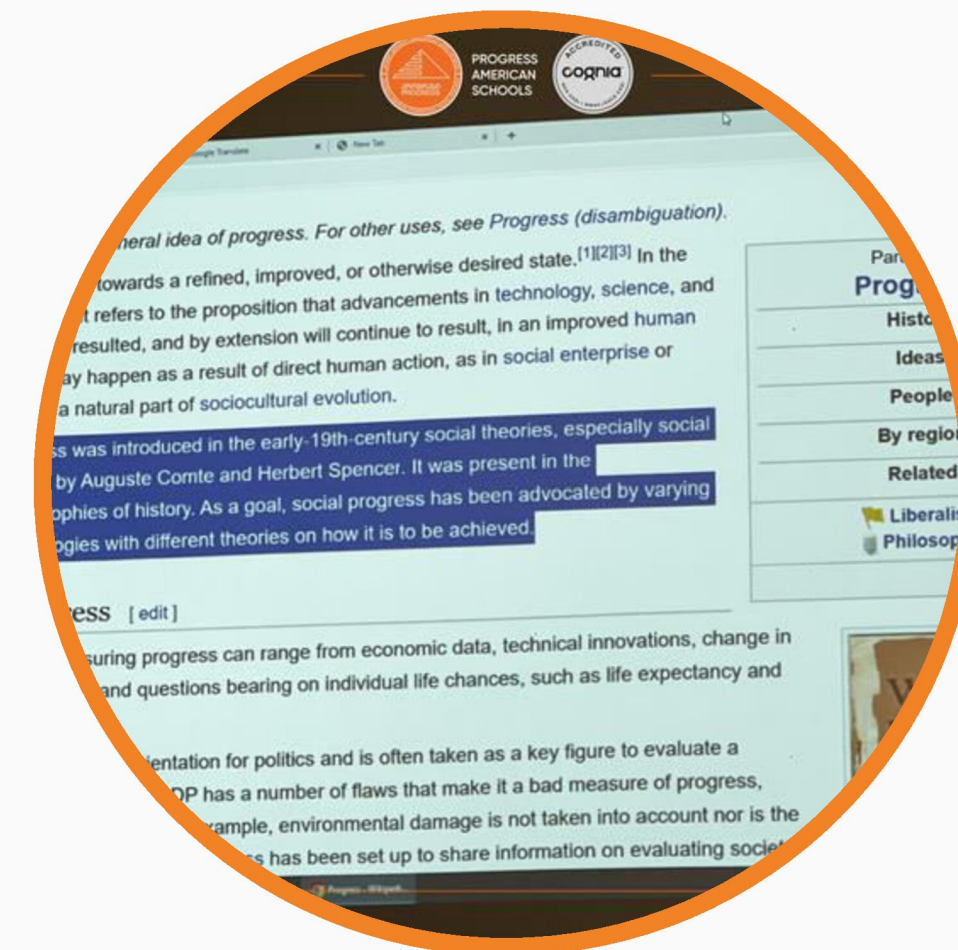 PROGRESS
AMERICAN
SCHOOLS
ACCREDITED
cognia
Google Translate
New Tab
neral idea of progress. For other uses, see Progress (disambiguation).
towards a refined, improved, or otherwise desired state.[1][2][3] In the
t refers to the proposition that advancements in technology, science, and
resulted, and by extension will continue to result, in an improved human
ay happen as a result of direct human action, as in social enterprise or
a natural part of sociocultural evolution.
ss was introduced in the early-19th-century social theories, especially social
by Auguste Comte and Herbert Spencer. It was present in the
ophies of history. As a goal, social progress has been advocated by varying
ogies with different theories on how it is to be achieved.
Par
Prog
Histo
Ideas
People
By region
Related
Liberalis
Philosop
ess [ edit ]
suring progress can range from economic data, technical innovations, change in
and questions bearing on individual life chances, such as life expectancy and
ientation for politics and is often taken as a key figure to evaluate a
DP has a number of flaws that make it a bad measure of progress,
ample, environmental damage is not taken into account nor is the
s has been set up to share information on evaluating societ